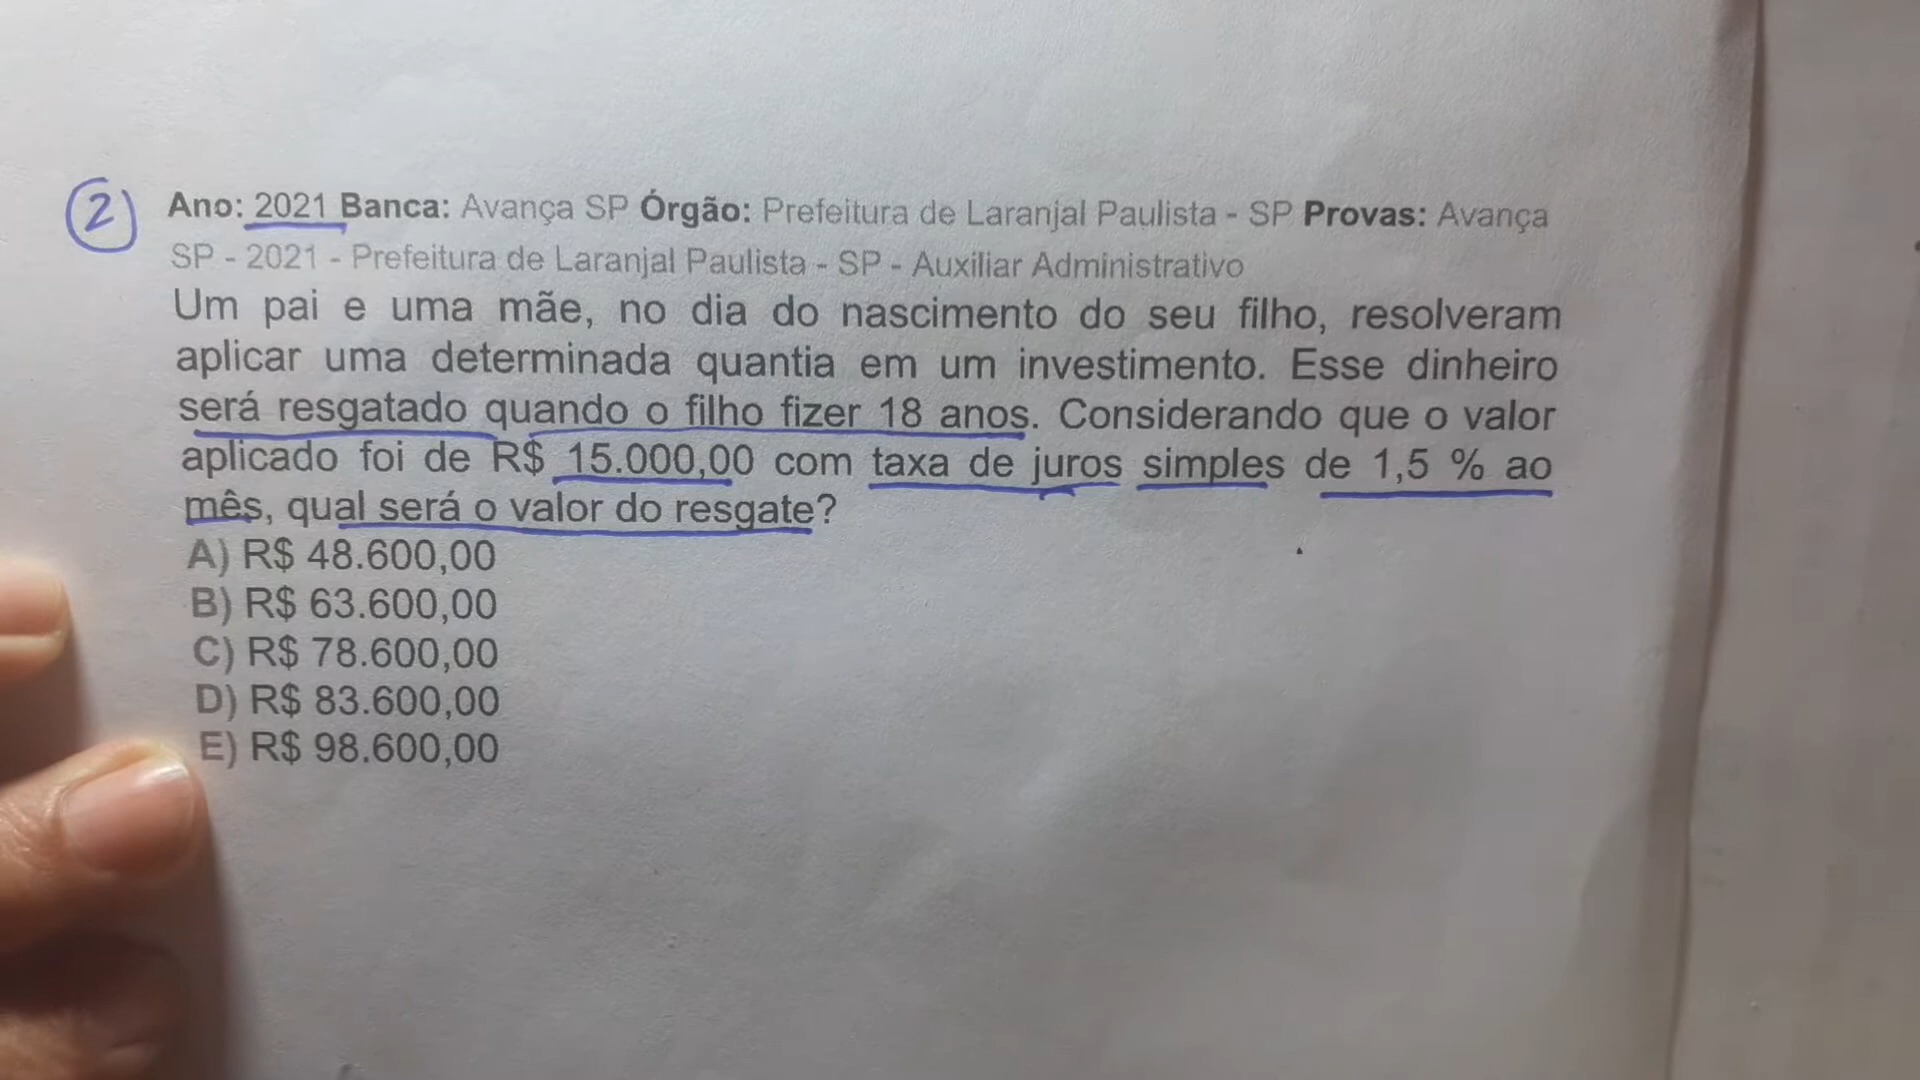 2 Ano: 2021 Banca: Avança SP Órgão: Prefeitura de Laranjal Paulista - SP Provas: Avança
SP - 2021 - Prefeitura de Laranjal Paulista - SP - Auxiliar Administrativo
Um pai e uma mãe, no dia do nascimento do seu filho, resolveram
aplicar uma determinada quantia em um investimento. Esse dinheiro
será resgatado quando o filho fizer 18 anos. Considerando que o valor
aplicado foi de R$ 15.000,00 com taxa de juros simples de 1,5 % ao
mês, qual será o valor do resgate?
A) R$ 48.600,00
B) R$ 63.600,00
C) R$ 78.600,00
D) R$ 83.600,00
E) R$ 98.600,00